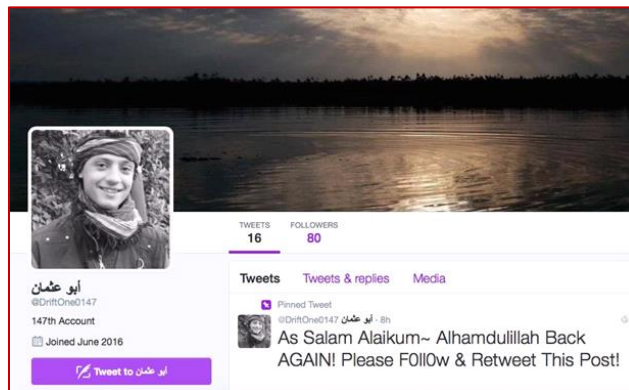 TWEETS FOLLOWERS
16 80
أبو عثمان
@DriftOne0147
147th Account
Joined June 2016
Tweet to أبو عثمان
Tweets Tweets & replies Media
Pinned Tweet
@DriftOne0147 أبو عثمان · 8h
As Salam Alaikum~ Alhamdulillah Back
AGAIN! Please F0ll0w & Retweet This Post!